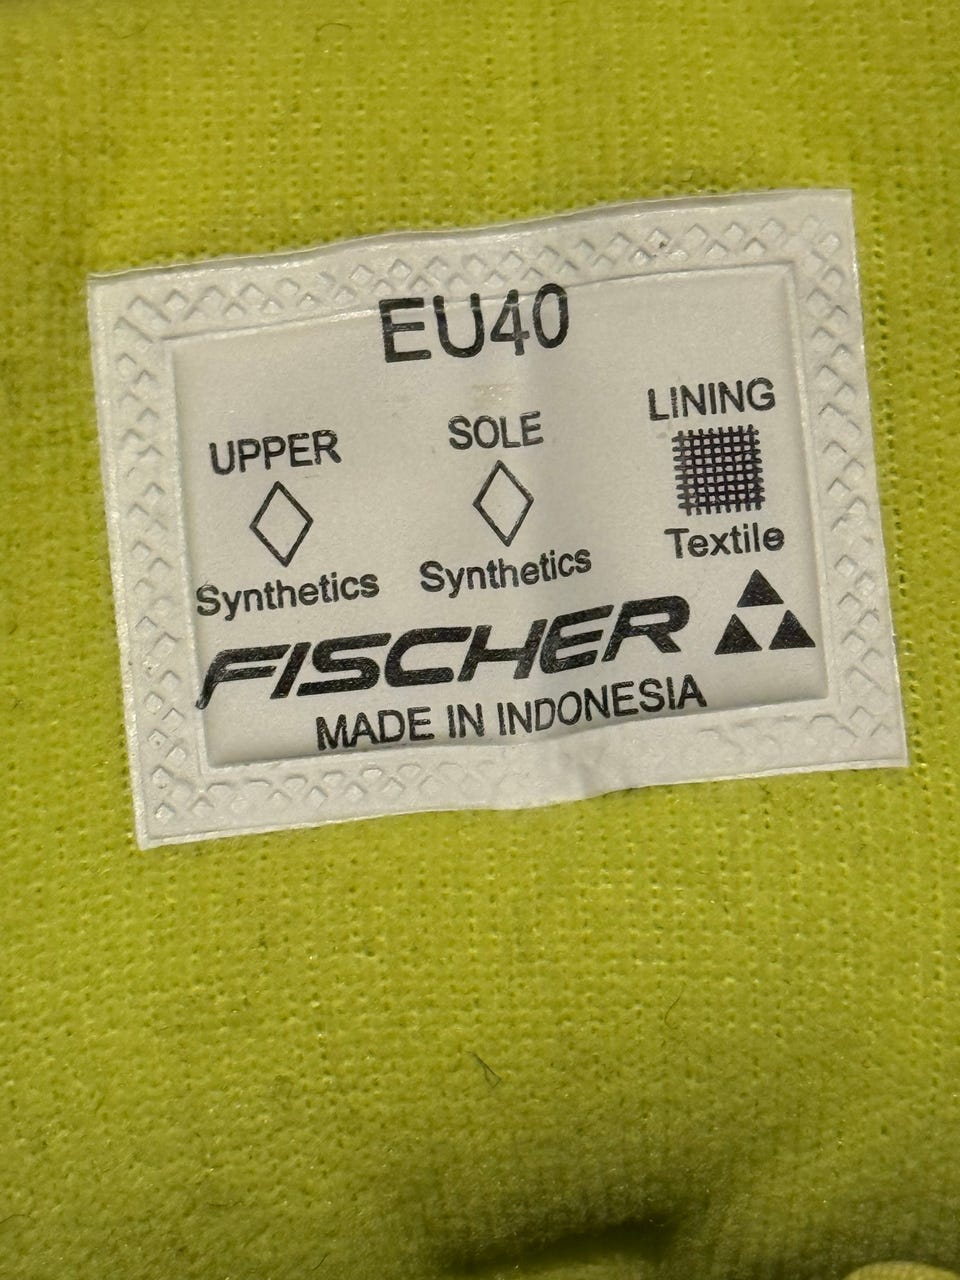 EU40
UPPER SOLE LINING
Synthetics Synthetics Textile
FISCHER
MADE IN INDONESIA